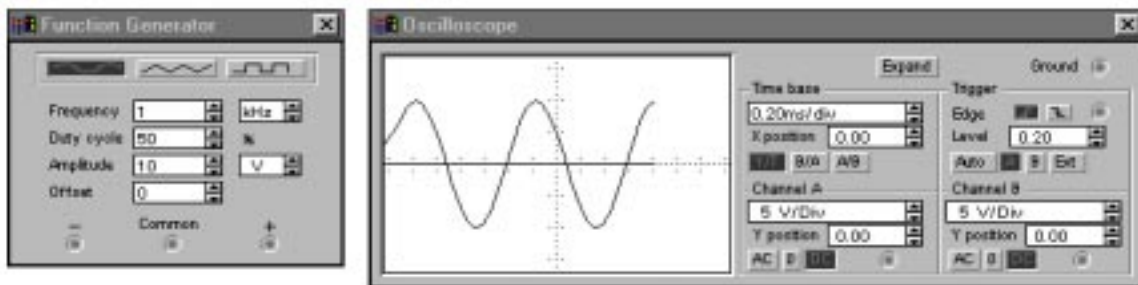 Function Generator
Frequency 1 kHz
Duty cycle 50 %
Amplitude 10 V
Offset 0
− Common +
Oscilloscope
Expand Ground
Time base
0.20ms/div
X position 0.00
Y/T B/A A/B
Trigger
Edge
Level 0.20
Auto A B Ext
Channel A
5 V/Div
Y position 0.00
AC 0 DC
Channel B
5 V/Div
Y position 0.00
AC 0 DC